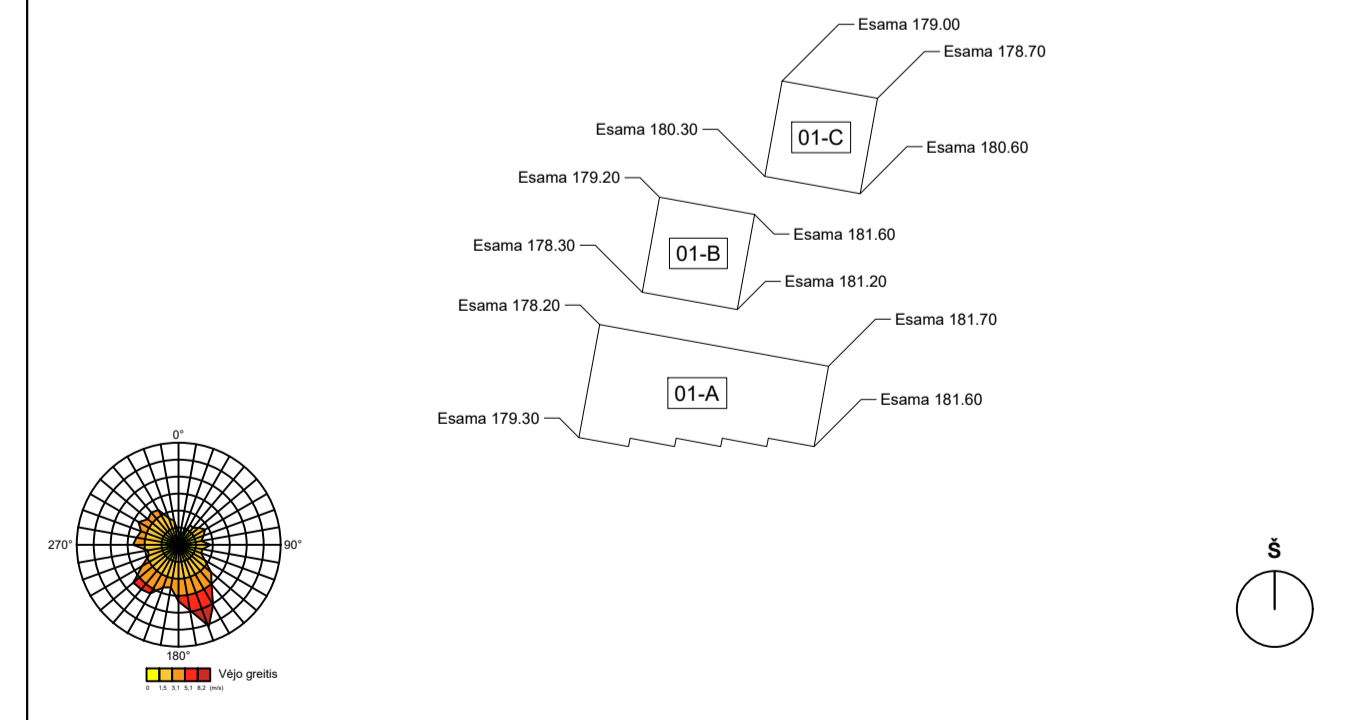 Esama 179.00
Esama 178.70
Esama 180.30
01-C
Esama 180.60
Esama 179.20
Esama 181.60
Esama 178.30
01-B
Esama 181.20
Esama 178.20
Esama 181.70
01-A
Esama 181.60
Esama 179.30
0°
270°
90°
180°
Vėjo greitis
0 1,5 3,1 5,1 8,2 (m/s)
Š